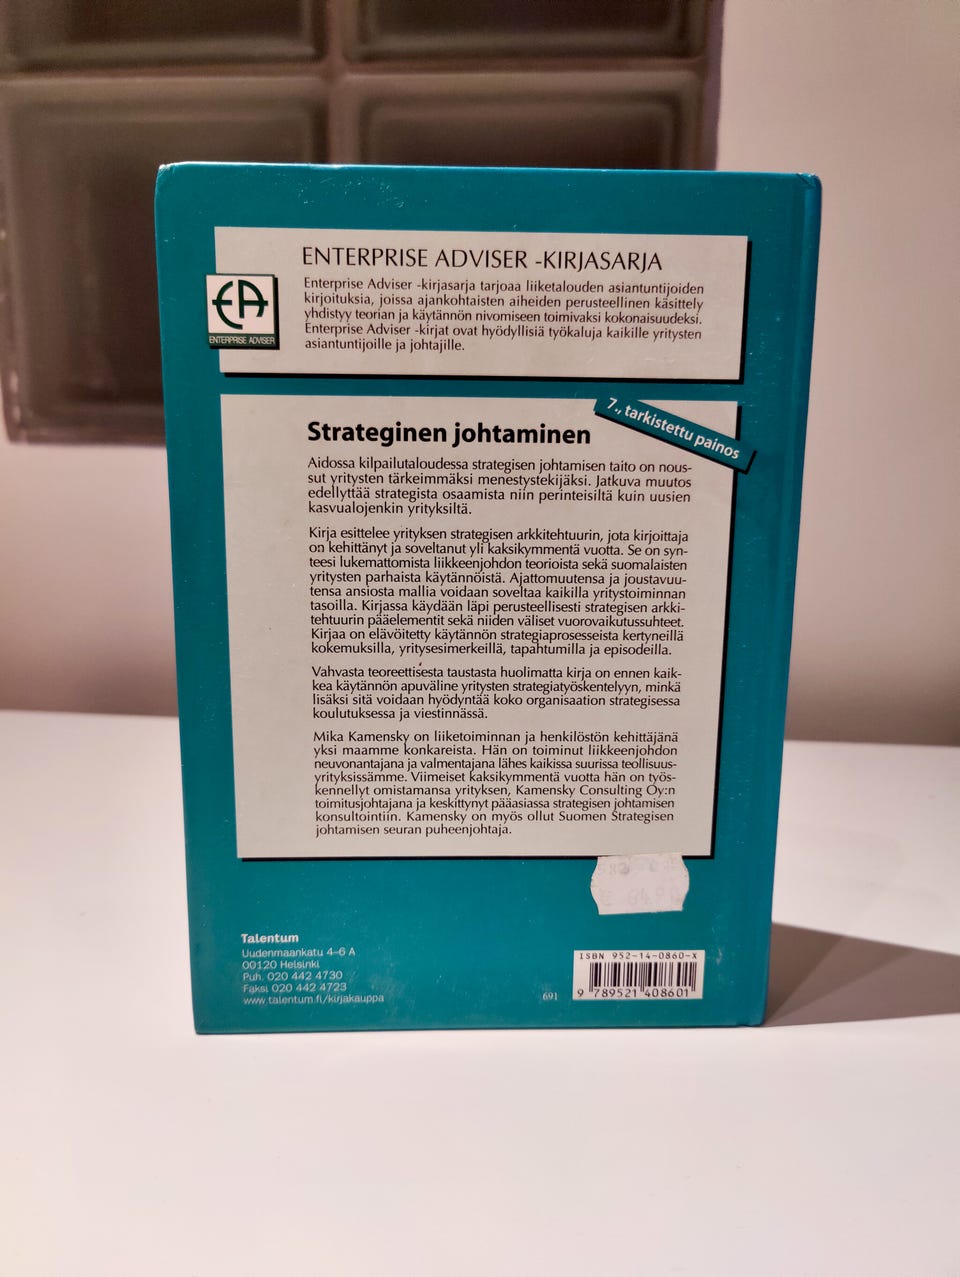 ENTERPRISE ADVISER -KIRJASARJA
Enterprise Adviser -kirjasarja tarjoaa liiketalouden asiantuntijoiden
kirjoituksia, joissa ajankohtaisten aiheiden perusteellinen käsittely
yhdistyy teorian ja käytännön nivomiseen toimivaksi kokonaisuudeksi.
Enterprise Adviser -kirjat ovat hyödyllisiä työkaluja kaikille yritysten
asiantuntijoille ja johtajille.
EA
ENTERPRISE ADVISER
7., tarkistettu painos
Strateginen johtaminen
Aidossa kilpailutaloudessa strategisen johtamisen taito on nous-
sut yritysten tärkeimmäksi menestystekijäksi. Jatkuva muutos
edellyttää strategista osaamista niin perinteisiltä kuin uusien
kasvualojenkin yrityksiltä.
Kirja esittelee yrityksen strategisen arkkitehtuurin, jota kirjoittaja
on kehittänyt ja soveltanut yli kaksikymmentä vuotta. Se on syn-
teesi lukemattomista liikkeenjohdon teorioista sekä suomalaisten
yritysten parhaista käytännöistä. Ajattomuutensa ja joustavuu-
tensa ansiosta mallia voidaan soveltaa kaikilla yritystoiminnan
tasoilla. Kirjassa käydään läpi perusteellisesti strategisen arkki-
tehtuurin pääelementit sekä niiden väliset vuorovaikutussuhteet.
Kirjaa on elävöitetty käytännön strategiaprosesseista kertyneillä
kokemuksilla, yritysesimerkeillä, tapahtumilla ja episodeilla.
Vahvasta teoreettisesta taustasta huolimatta kirja on ennen kaik-
kea käytännön apuväline yritysten strategiatyöskentelyyn, minkä
lisäksi sitä voidaan hyödyntää koko organisaation strategisessa
koulutuksessa ja viestinnässä.
Mika Kamensky on liiketoiminnan ja henkilöstön kehittäjänä
yksi maamme konkareista. Hän on toiminut liikkeenjohdon
neuvonantajana ja valmentajana lähes kaikissa suurissa teollisuus-
yrityksissämme. Viimeiset kaksikymmentä vuotta hän on työs-
kennellyt omistamansa yrityksen, Kamensky Consulting Oy:n
toimitusjohtajana ja keskittynyt pääasiassa strategisen johtamisen
konsultointiin. Kamensky on myös ollut Suomen Strategisen
johtamisen seuran puheenjohtaja.
Talentum
Uudenmaankatu 4-6 A
00120 Helsinki
Puh. 020 442 4730
Faksi 020 442 4723
www.talentum.fi/kirjakauppa
691
ISBN 952-14-0860-X
9 789521 408601